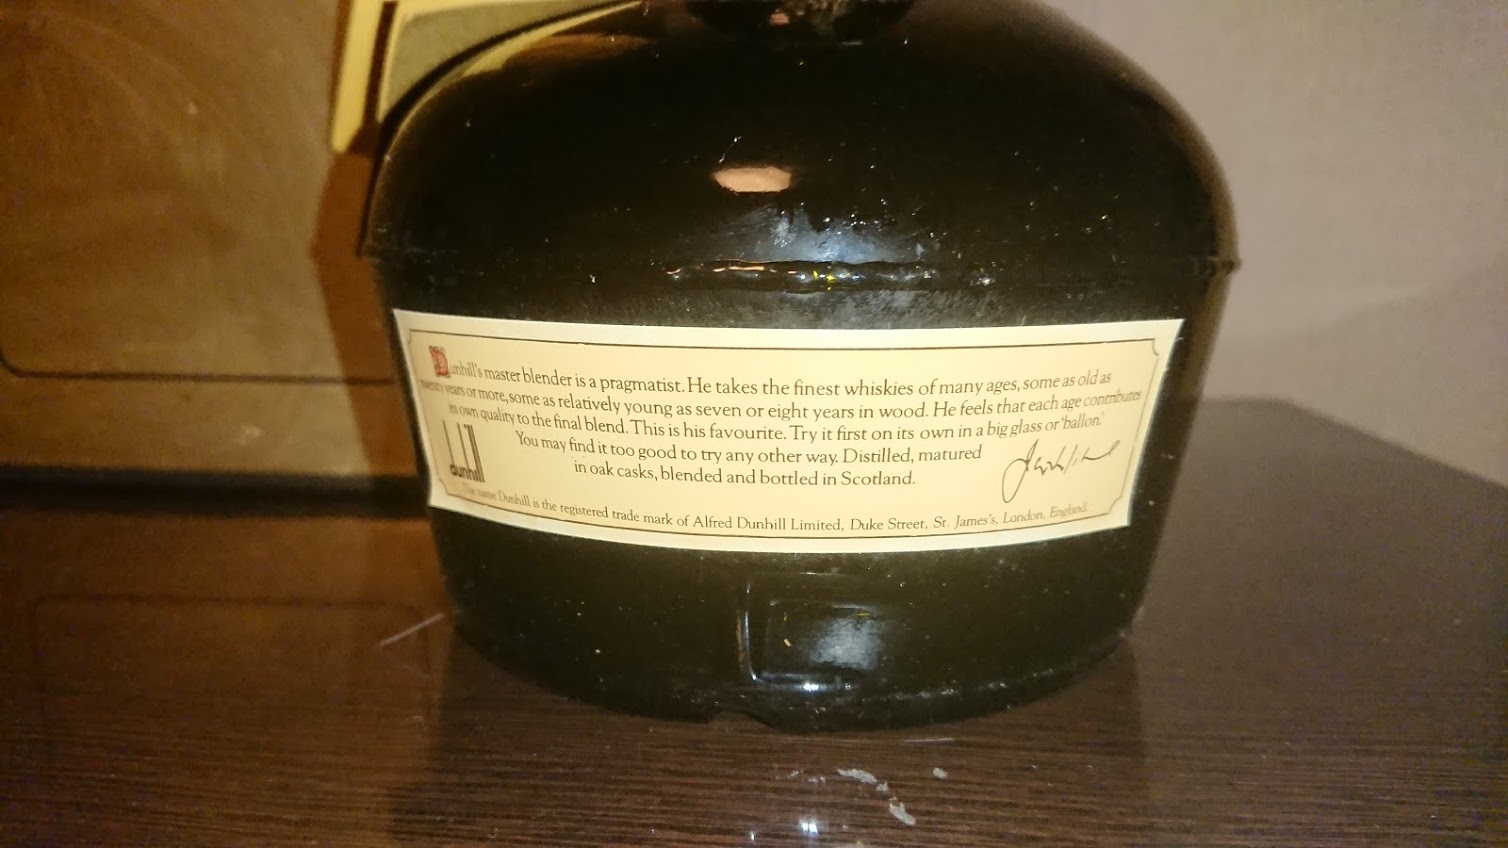 Dunhill's master blender is a pragmatist. He takes the finest whiskies of many ages, some as old as
twenty years or more, some as relatively young as seven or eight years in wood. He feels that each age contributes
its own quality to the final blend. This is his favourite. Try it first on its own in a big glass or 'ballon'.
You may find it too good to try any other way. Distilled, matured
in oak casks, blended and bottled in Scotland.
dunhill
The name Dunhill is the registered trade mark of Alfred Dunhill Limited, Duke Street, St. James's, London, England.